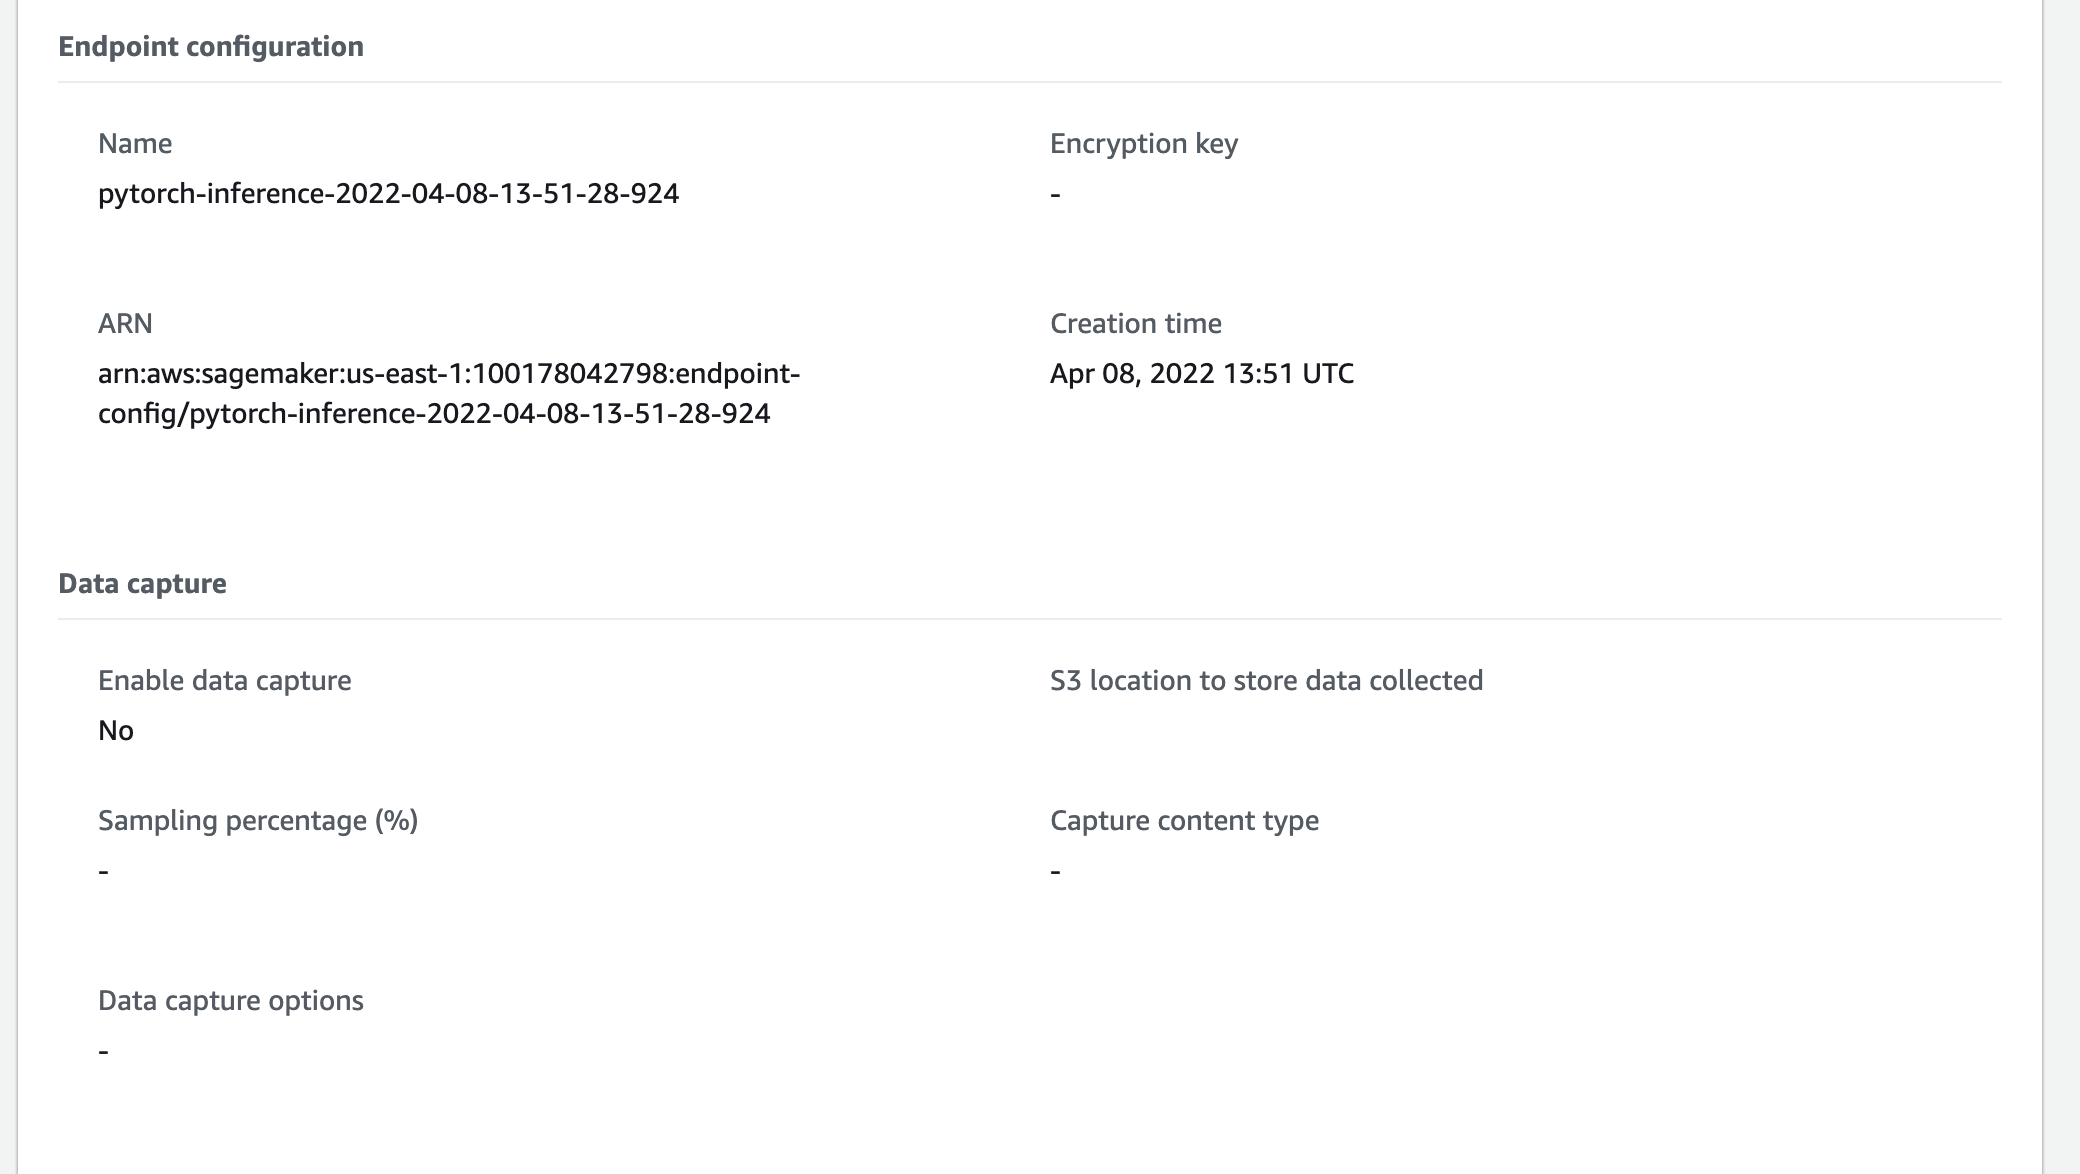 Endpoint configuration
Name
pytorch-inference-2022-04-08-13-51-28-924
Encryption key
-
ARN
arn:aws:sagemaker:us-east-1:100178042798:endpoint-
config/pytorch-inference-2022-04-08-13-51-28-924
Creation time
Apr 08, 2022 13:51 UTC
Data capture
Enable data capture
No
S3 location to store data collected
Sampling percentage (%)
-
Capture content type
-
Data capture options
-